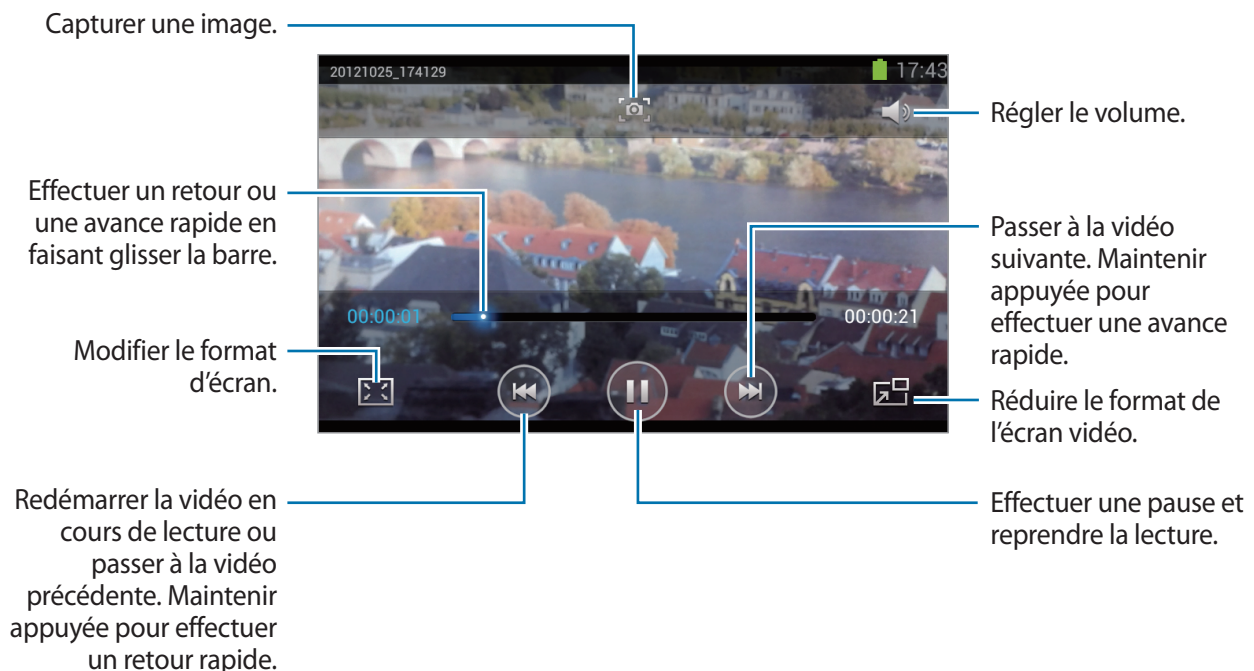 Capturer une image.
20121025_174129
17:43
Régler le volume.
Effectuer un retour ou
une avance rapide en
faisant glisser la barre.
Passer à la vidéo
suivante. Maintenir
appuyée pour
effectuer une avance
rapide.
00:00:01
00:00:21
Modifier le format
d'écran.
Réduire le format de
l'écran vidéo.
Redémarrer la vidéo en
cours de lecture ou
passer à la vidéo
précédente. Maintenir
appuyée pour effectuer
un retour rapide.
Effectuer une pause et
reprendre la lecture.